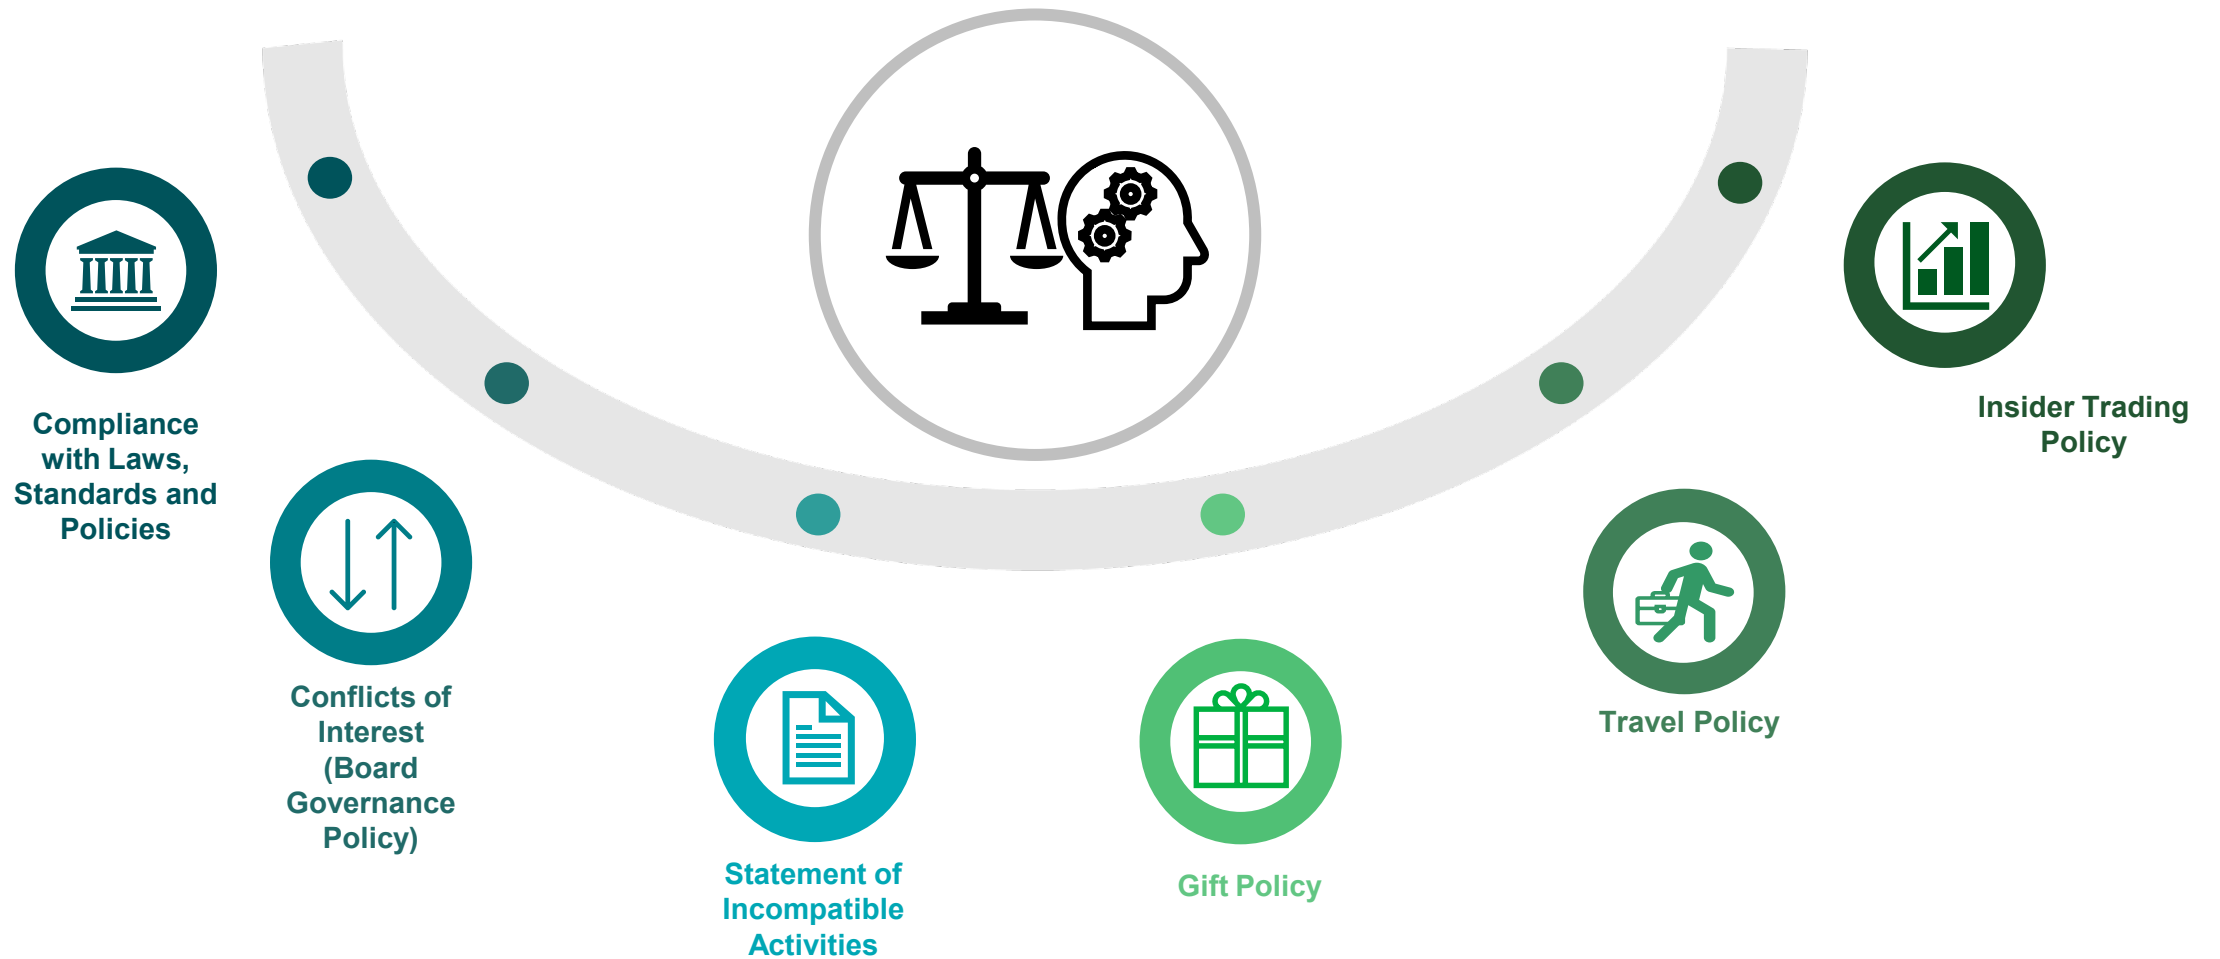 Compliance
with Laws,
Standards and
Policies
Conflicts of
Interest
(Board
Governance
Policy)
Statement of
Incompatible
Activities
Gift Policy
Travel Policy
Insider Trading
Policy